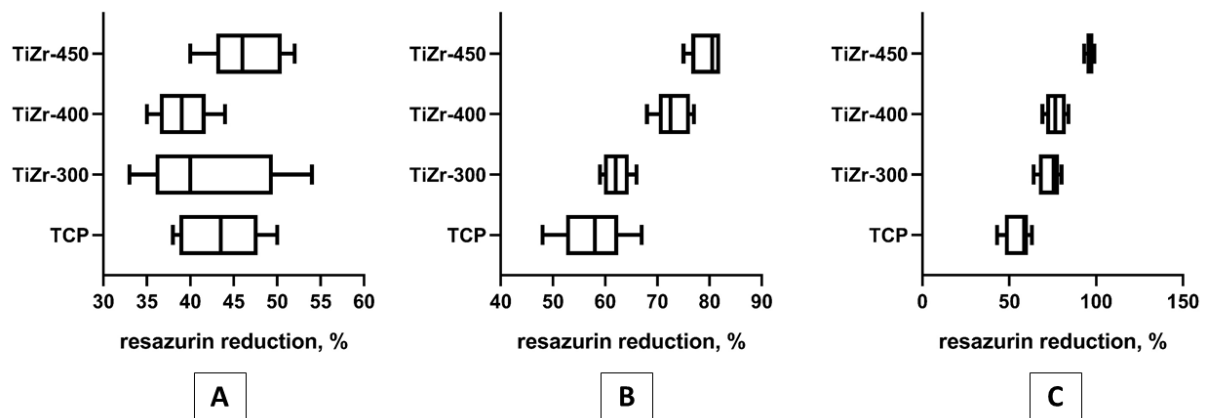 TiZr-450
TiZr-400
TiZr-300
TCP
30 35 40 45 50 55 60
resazurin reduction, %
A
TiZr-450
TiZr-400
TiZr-300
TCP
40 50 60 70 80 90
resazurin reduction, %
B
TiZr-450
TiZr-400
TiZr-300
TCP
0 50 100 150
resazurin reduction, %
C